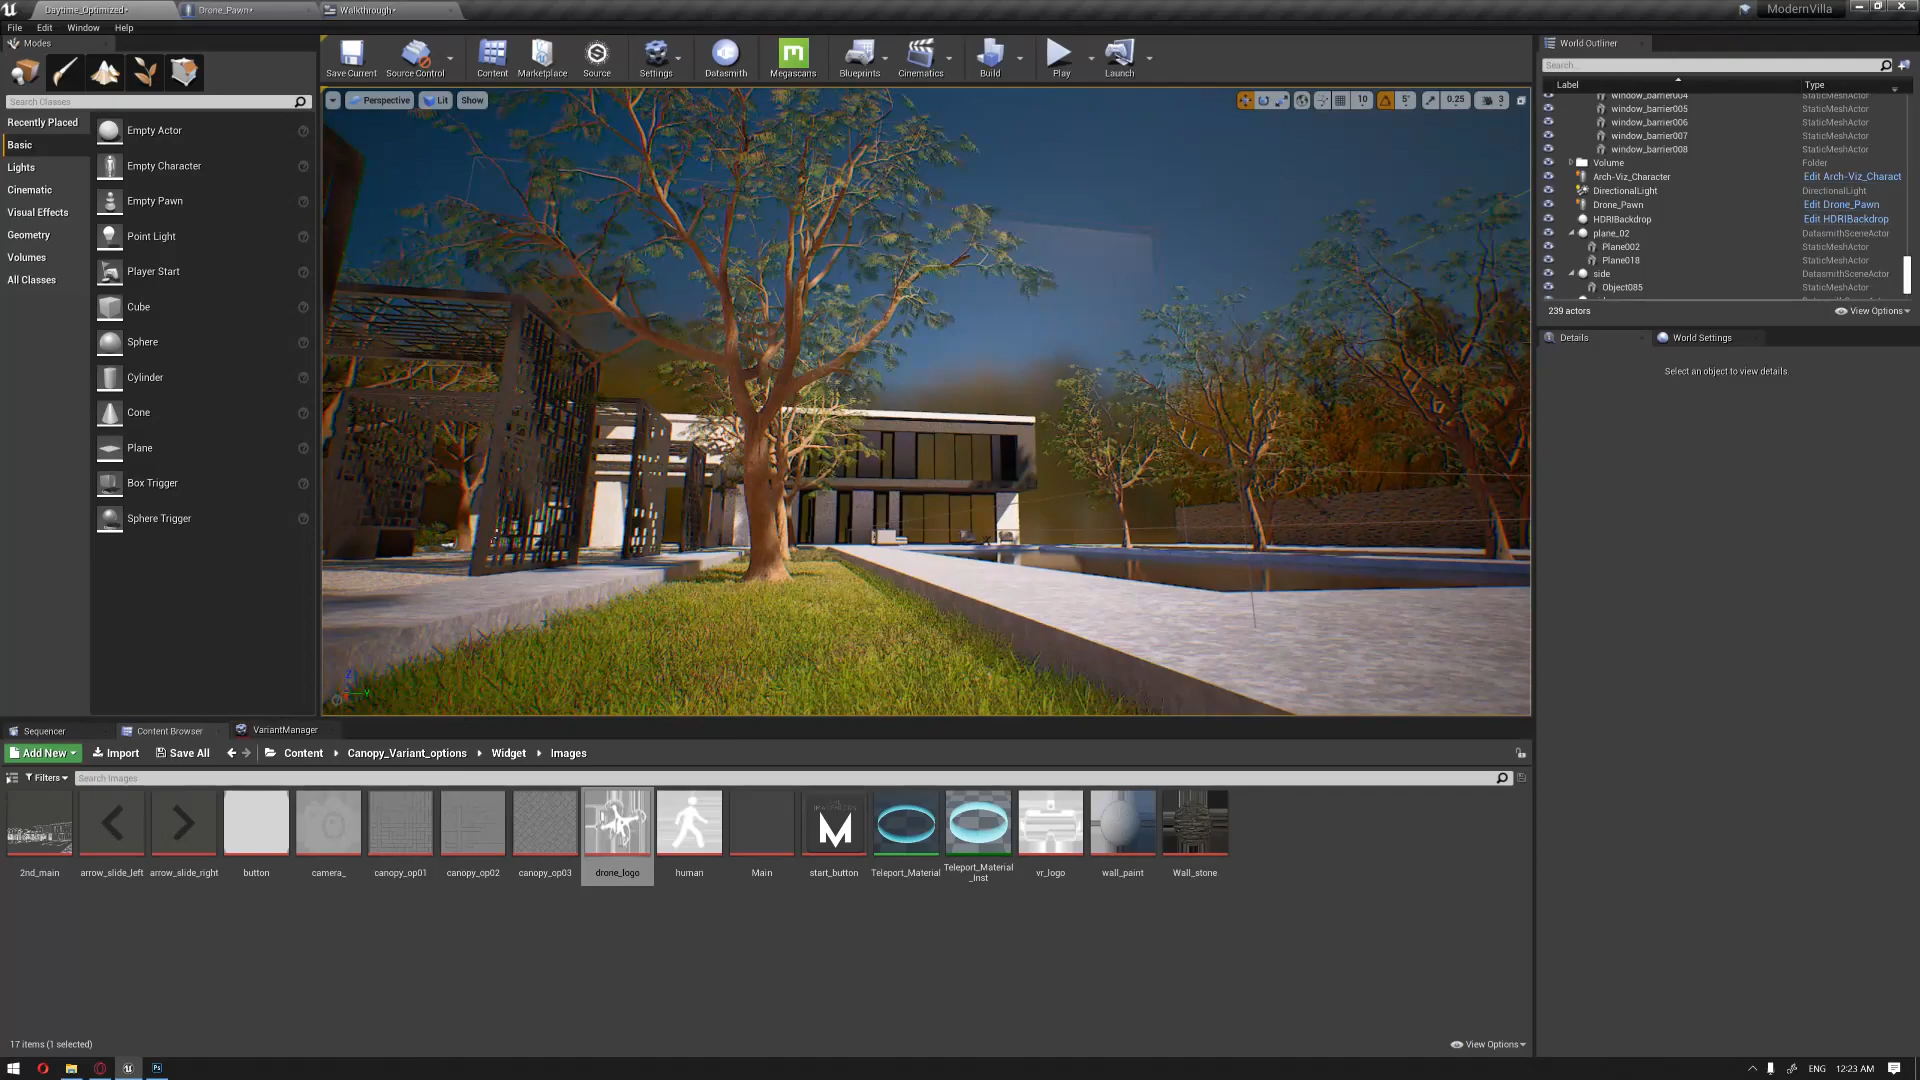 Daytime_Optimized*
Drone_Pawn*
Walkthrough*
ModernVilla
File Edit Window Help
Modes
Search Classes
Recently Placed
Basic
Lights
Cinematic
Visual Effects
Geometry
Volumes
All Classes
Empty Actor
Empty Character
Empty Pawn
Point Light
Player Start
Cube
Sphere
Cylinder
Cone
Plane
Box Trigger
Sphere Trigger
Save Current
Source Control
Content
Marketplace
Source
Settings
Datasmith
Megascans
Blueprints
Cinematics
Build
Play
Launch
Perspective
Lit
Show
10
5°
0.25
3
World Outliner
Search...
Label Type
window_barrier004 StaticMeshActor
window_barrier005 StaticMeshActor
window_barrier006 StaticMeshActor
window_barrier007 StaticMeshActor
window_barrier008 StaticMeshActor
Volume Folder
Arch-Viz_Character Edit Arch-Viz_Charact
DirectionalLight DirectionalLight
Drone_Pawn Edit Drone_Pawn
HDRIBackdrop Edit HDRIBackdrop
plane_02 DatasmithSceneActor
Plane002 StaticMeshActor
Plane018 StaticMeshActor
side DatasmithSceneActor
Object085 StaticMeshActor
239 actors
View Options
Details
World Settings
Select an object to view details.
Z
Y
Sequencer
Content Browser
VariantManager
Add New
Import
Save All
Content
Canopy_Variant_options
Widget
Images
Filters
Search Images
2nd_main
arrow_slide_left
arrow_slide_right
button
camera_
canopy_op01
canopy_op02
canopy_op03
drone_logo
human
Main
start_button
Teleport_Material
Teleport_Material
_Inst
vr_logo
wall_paint
Wall_stone
17 items (1 selected)
View Options
ENG
12:23 AM